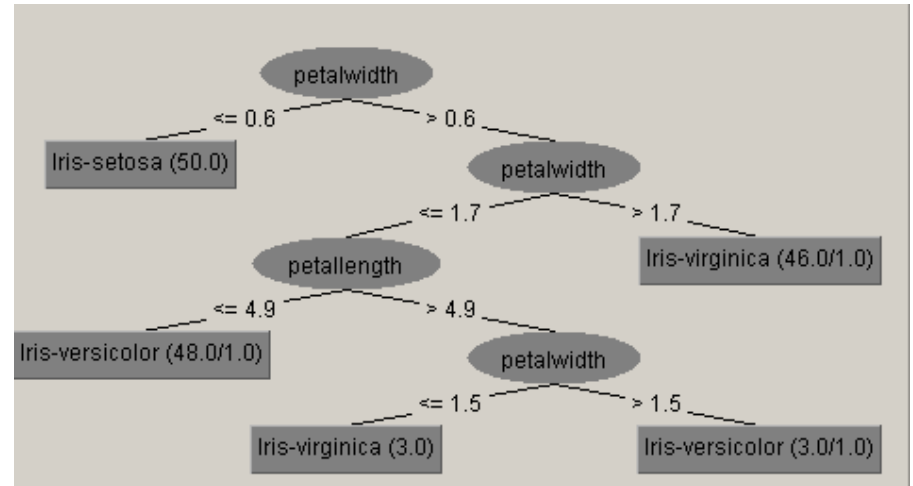 petalwidth
<= 0.6
> 0.6
Iris-setosa (50.0)
petalwidth
<= 1.7
> 1.7
petallength
Iris-virginica (46.0/1.0)
<= 4.9
> 4.9
Iris-versicolor (48.0/1.0)
petalwidth
<= 1.5
> 1.5
Iris-virginica (3.0)
Iris-versicolor (3.0/1.0)